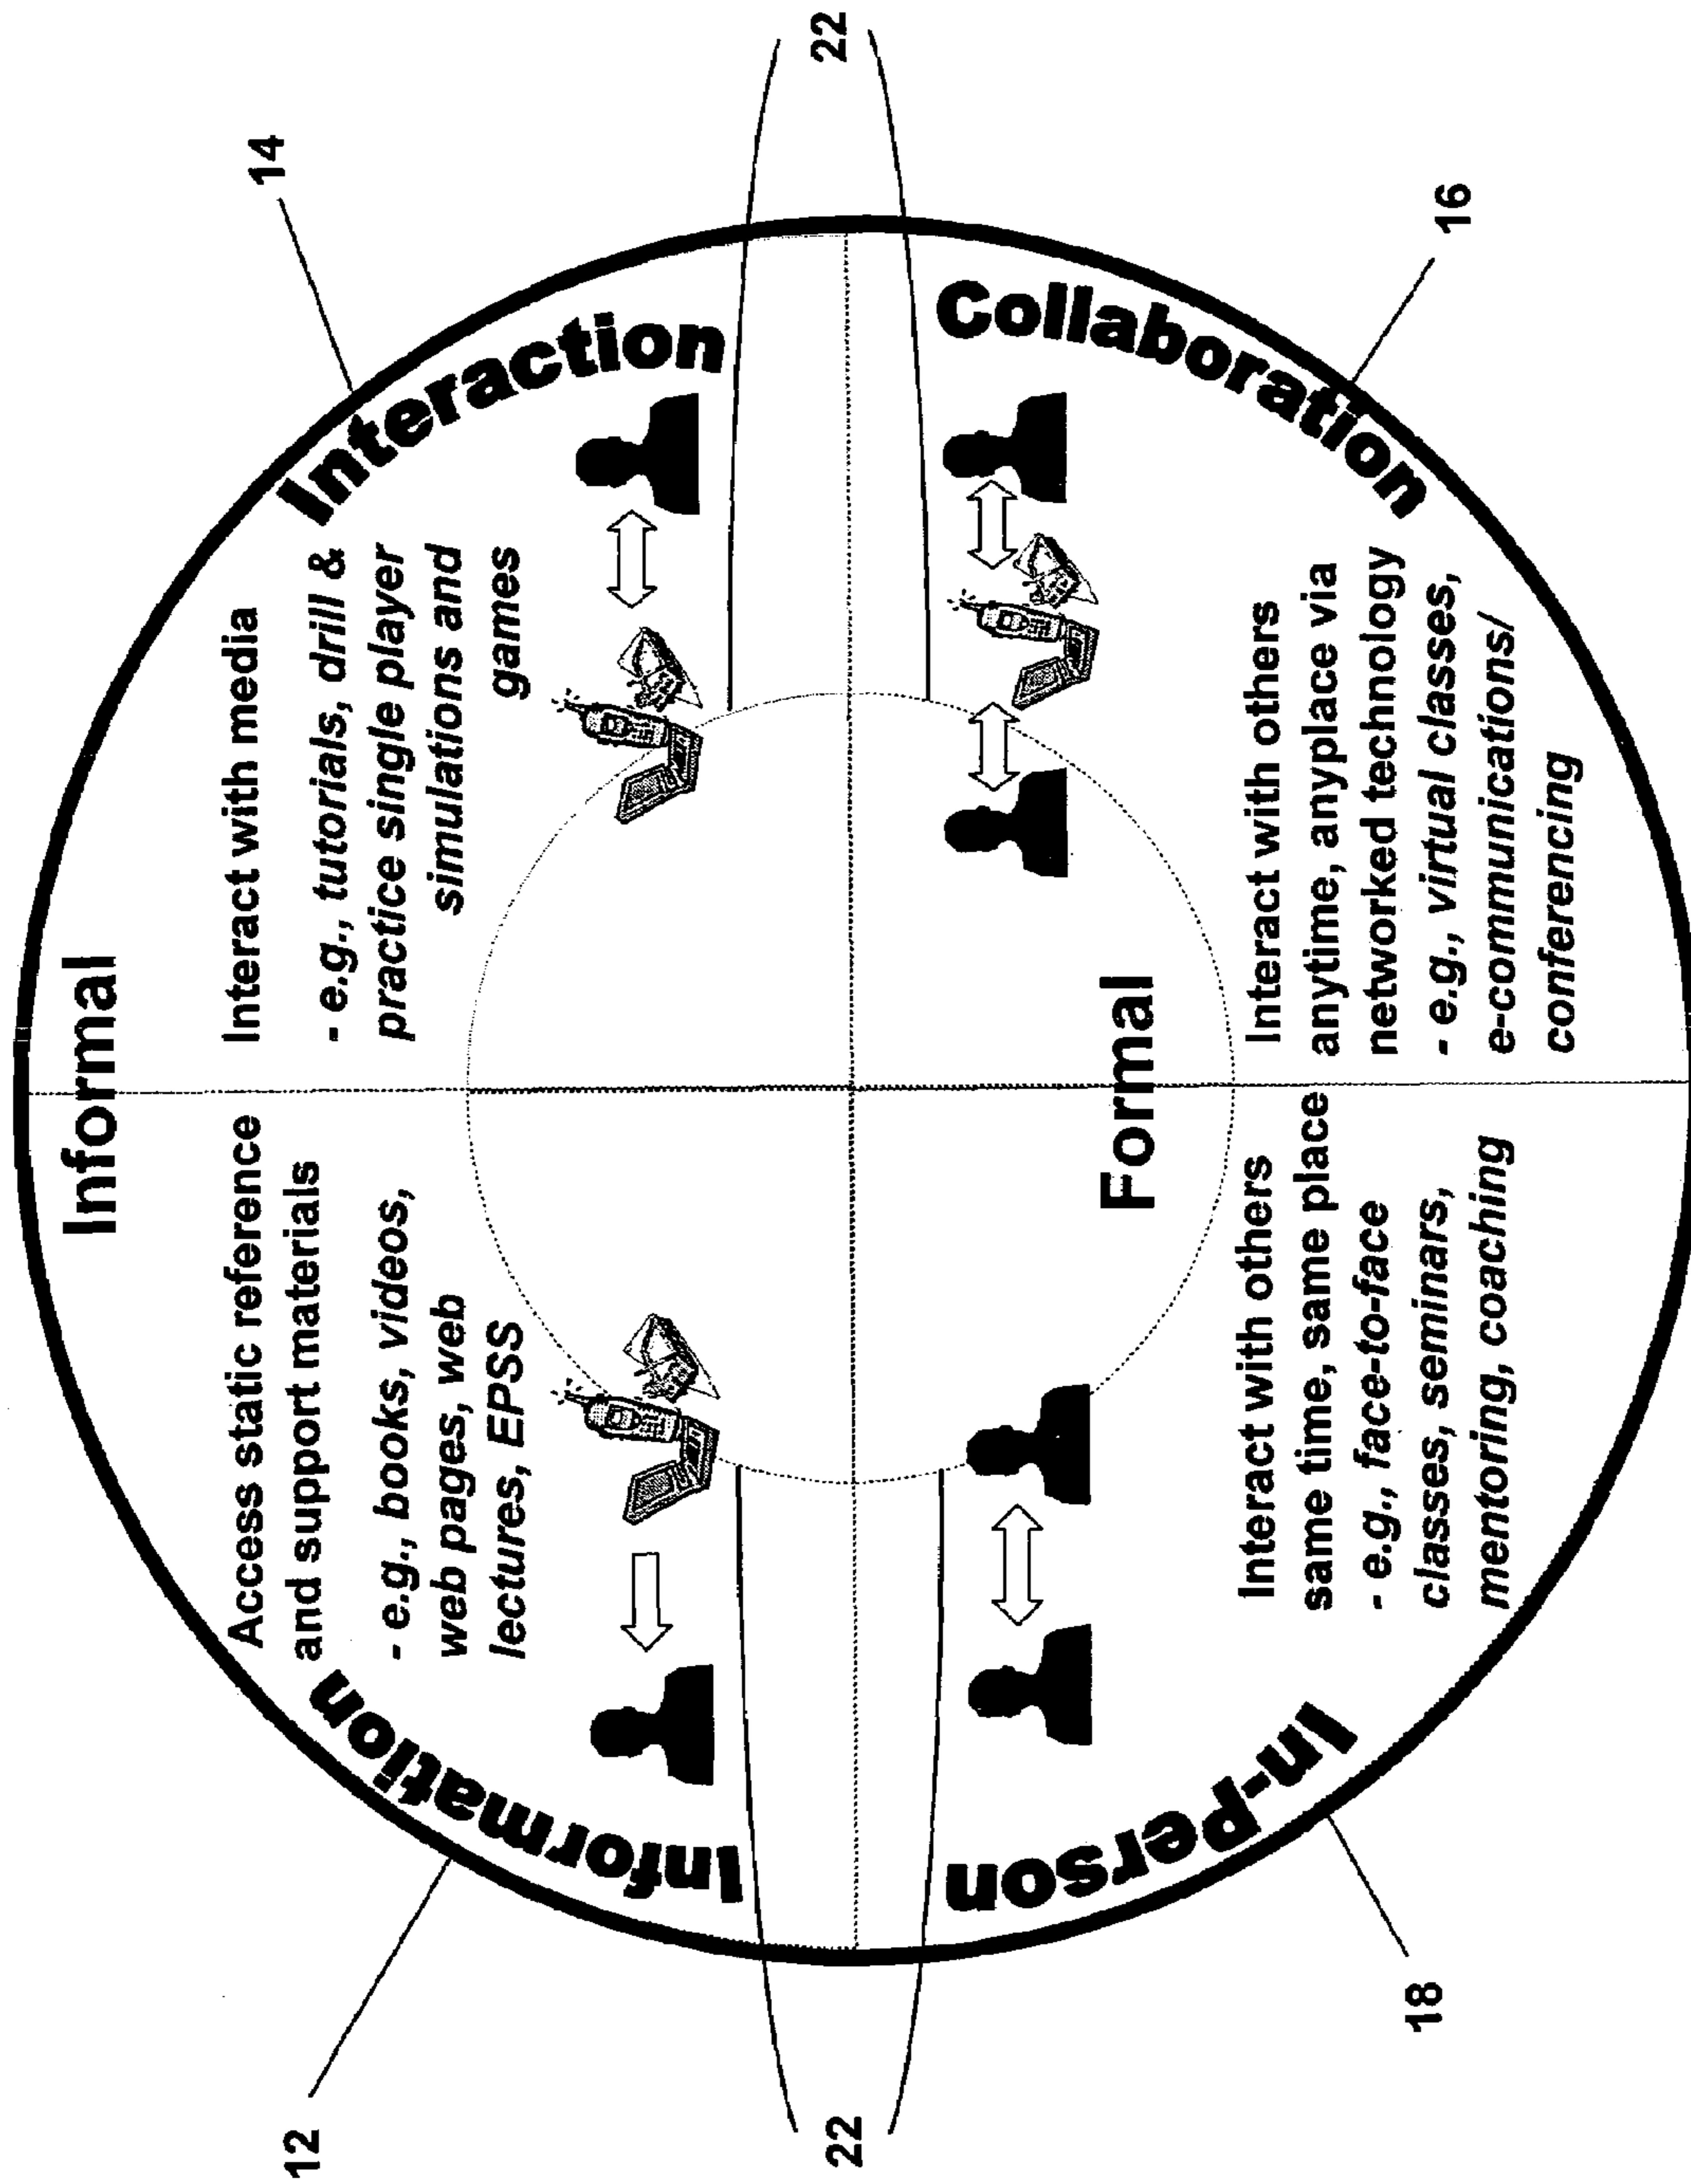 Informal
12
Information
Access static reference
and support materials
- e.g., books, videos,
web pages, web
lectures, EPSS
14
Interaction
Interact with media
- e.g., tutorials, drill &
practice single player
simulations and
games
22
22
Formal
18
In-Person
Interact with others
same time, same place
- e.g., face-to-face
classes, seminars,
mentoring, coaching
16
Collaboration
Interact with others
anytime, anyplace via
networked technology
- e.g., virtual classes,
e-communications/
conferencing